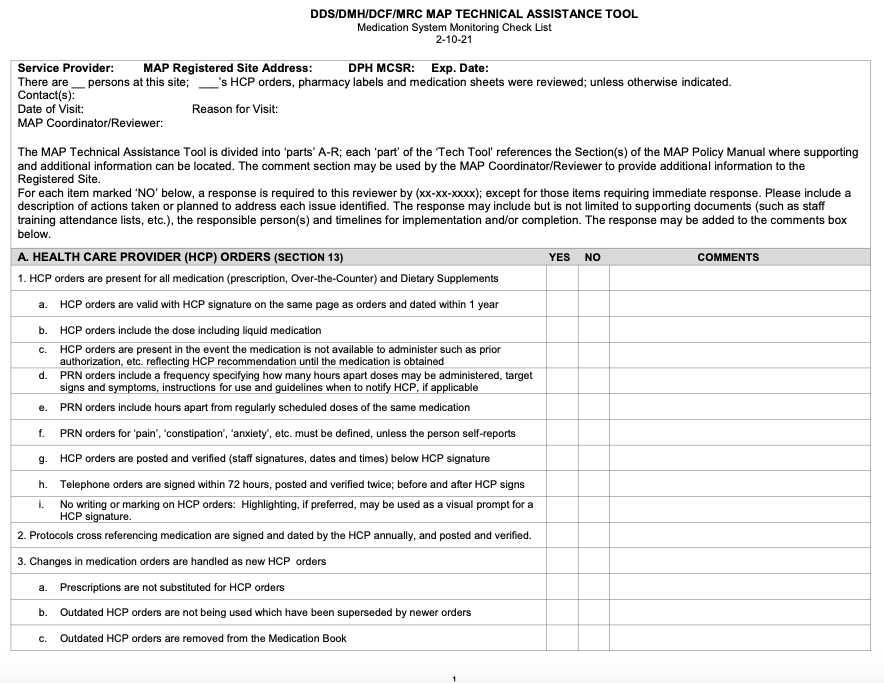 DDS/DMH/DCF/MRC MAP TECHNICAL ASSISTANCE TOOL
Medication System Monitoring Check List
2-10-21
Service Provider: MAP Registered Site Address: DPH MCSR: Exp. Date:
There are __ persons at this site; ___'s HCP orders, pharmacy labels and medication sheets were reviewed; unless otherwise indicated.
Contact(s):
Date of Visit: Reason for Visit:
MAP Coordinator/Reviewer:
The MAP Technical Assistance Tool is divided into 'parts' A-R; each 'part' of the 'Tech Tool' references the Section(s) of the MAP Policy Manual where supporting
and additional information can be located. The comment section may be used by the MAP Coordinator/Reviewer to provide additional information to the
Registered Site.
For each item marked 'NO' below, a response is required to this reviewer by (xx-xx-xxxx); except for those items requiring immediate response. Please include a
description of actions taken or planned to address each issue identified. The response may include but is not limited to supporting documents (such as staff
training attendance lists, etc.), the responsible person(s) and timelines for implementation and/or completion. The response may be added to the comments box
below.
A. HEALTH CARE PROVIDER (HCP) ORDERS (SECTION 13) YES NO COMMENTS
1. HCP orders are present for all medication (prescription, Over-the-Counter) and Dietary Supplements
a. HCP orders are valid with HCP signature on the same page as orders and dated within 1 year
b. HCP orders include the dose including liquid medication
c. HCP orders are present in the event the medication is not available to administer such as prior
authorization, etc. reflecting HCP recommendation until the medication is obtained
d. PRN orders include a frequency specifying how many hours apart doses may be administered, target
signs and symptoms, instructions for use and guidelines when to notify HCP, if applicable
e. PRN orders include hours apart from regularly scheduled doses of the same medication
f. PRN orders for 'pain', 'constipation', 'anxiety', etc. must be defined, unless the person self-reports
g. HCP orders are posted and verified (staff signatures, dates and times) below HCP signature
h. Telephone orders are signed within 72 hours, posted and verified twice; before and after HCP signs
i. No writing or marking on HCP orders: Highlighting, if preferred, may be used as a visual prompt for a
HCP signature.
2. Protocols cross referencing medication are signed and dated by the HCP annually, and posted and verified.
3. Changes in medication orders are handled as new HCP orders
a. Prescriptions are not substituted for HCP orders
b. Outdated HCP orders are not being used which have been superseded by newer orders
c. Outdated HCP orders are removed from the Medication Book
1